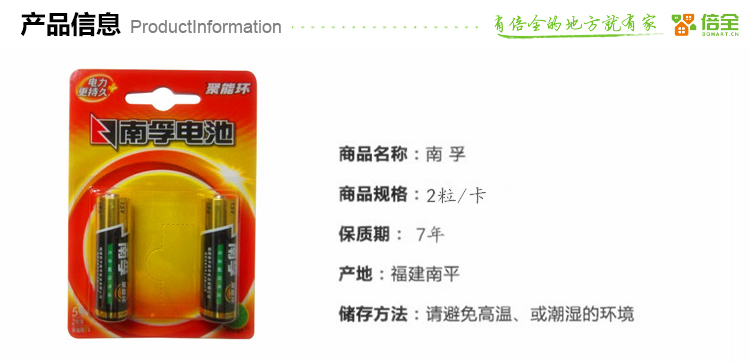 产品信息 ProductInformation
有倍全的地方就有家
倍全
BQMART.CN
电力
更持久
聚能环
南孚电池
商品名称：南 孚
商品规格：2粒/卡
保质期： 7年
产地：福建南平
储存方法：请避免高温、或潮湿的环境